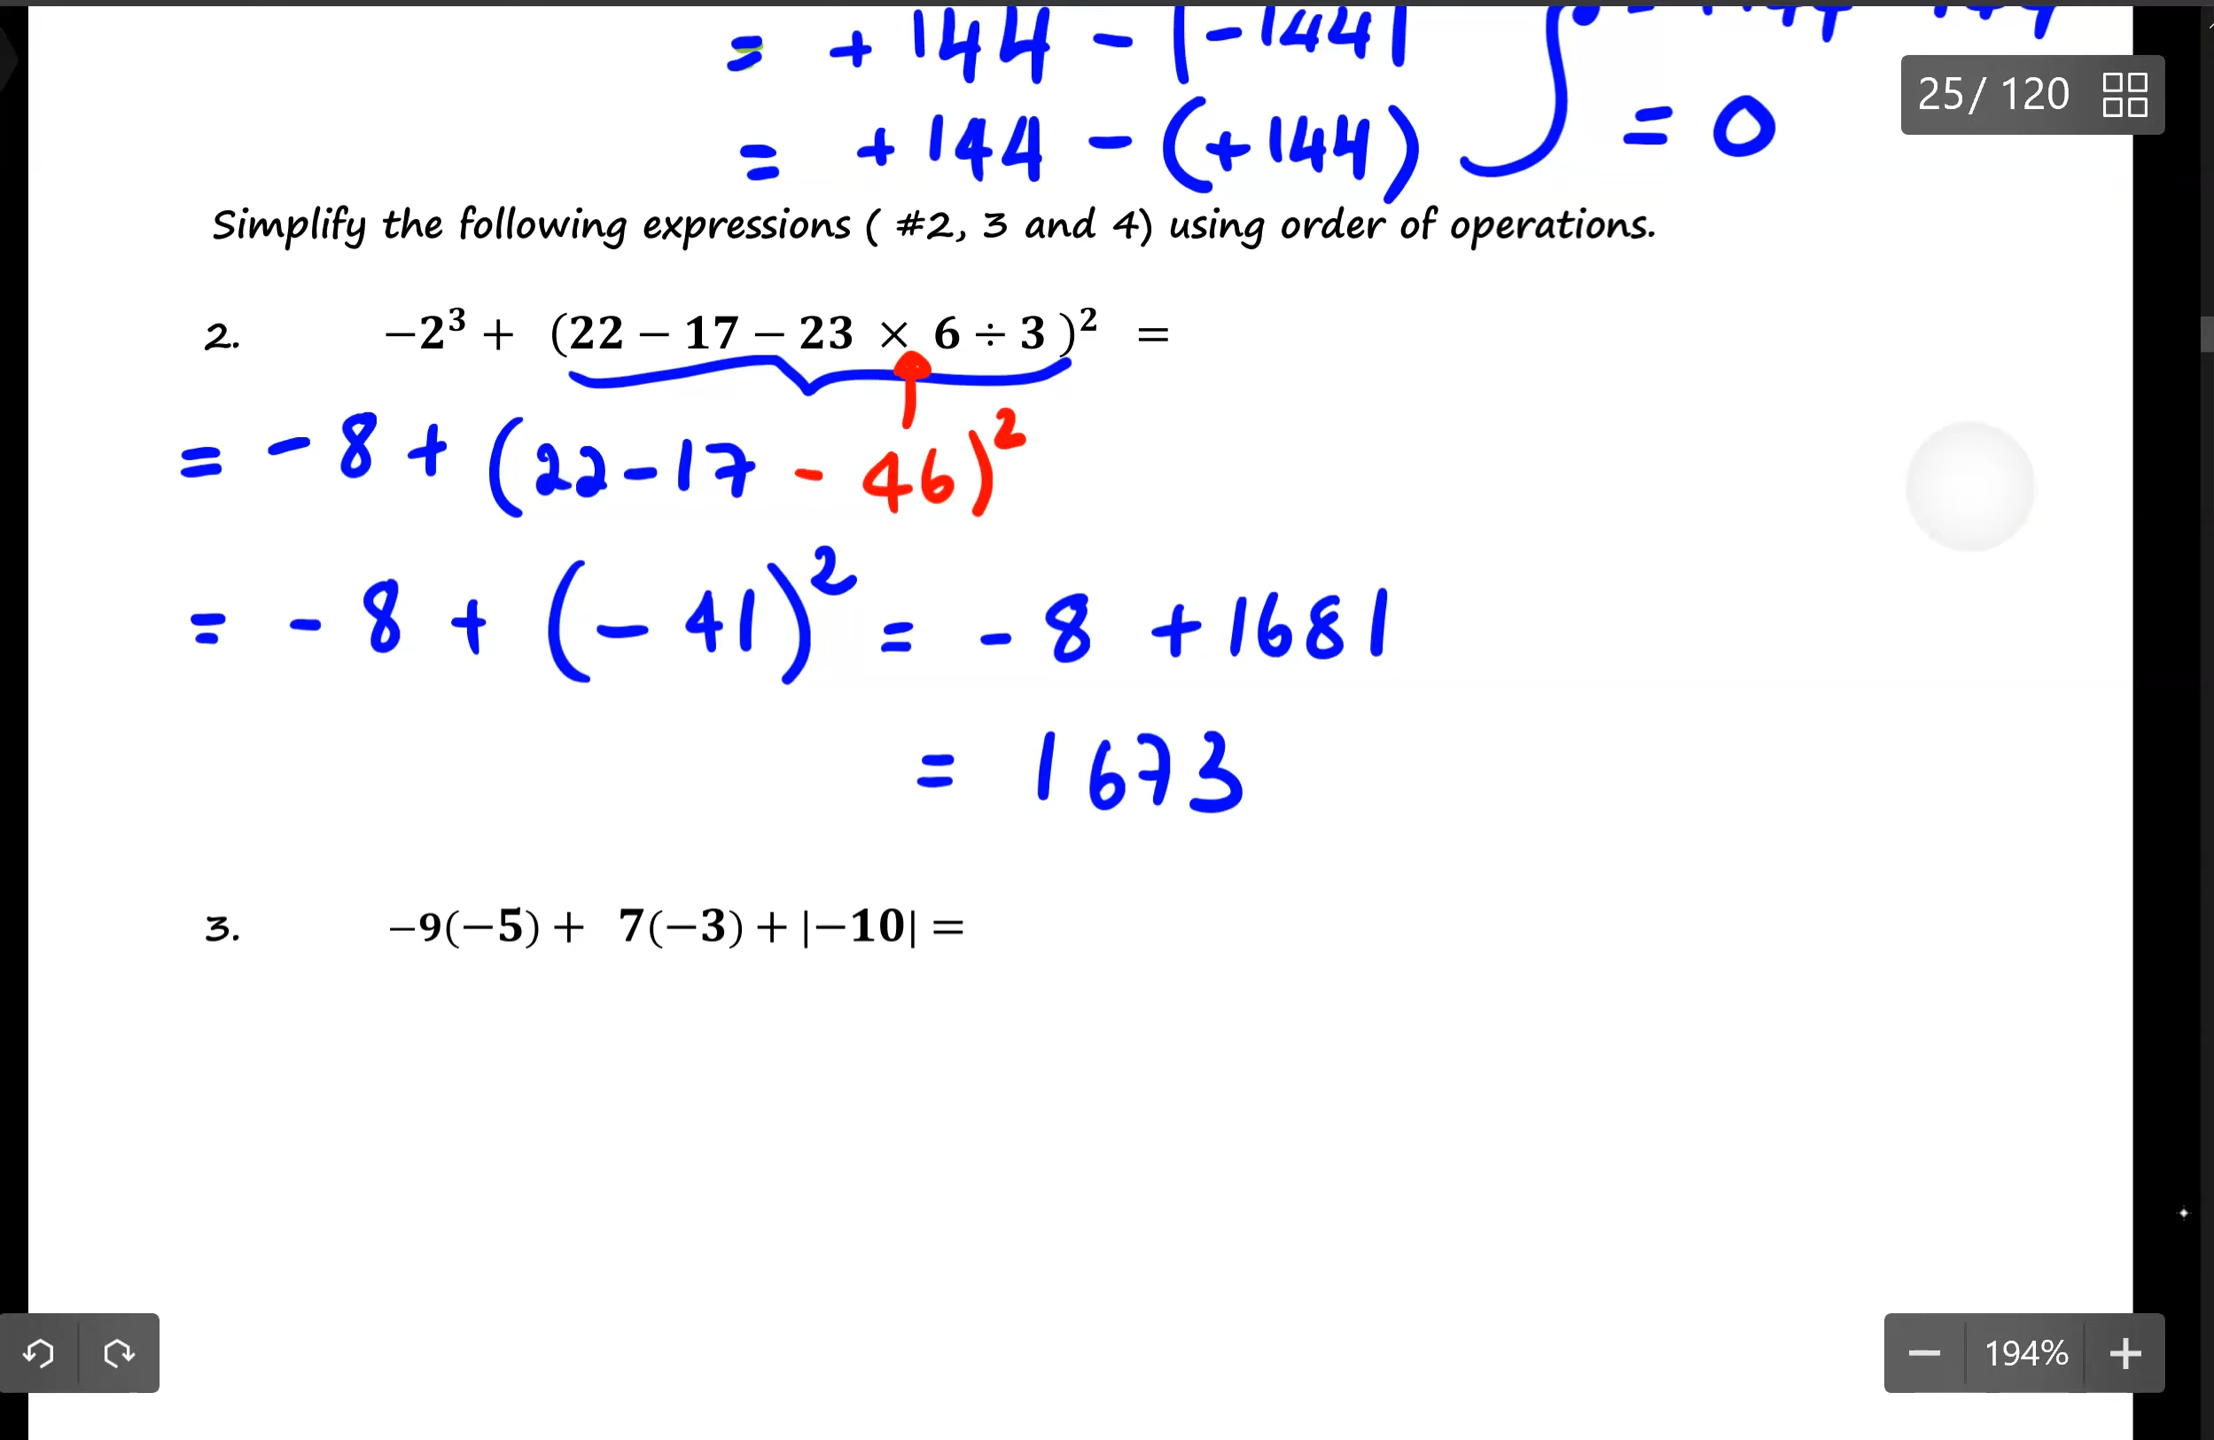 = +144 - |-144|
25/ 120
= +144 - (+144)
= 0
Simplify the following expressions ( #2, 3 and 4) using order of operations.
2. −2³ + (22 − 17 − 23 × 6 ÷ 3 )² =
= -8 + (22-17 - 46)²
= -8 + (-41)² = -8 +1681
= 1673
3. −9(−5) + 7(−3) + |−10| =
194%